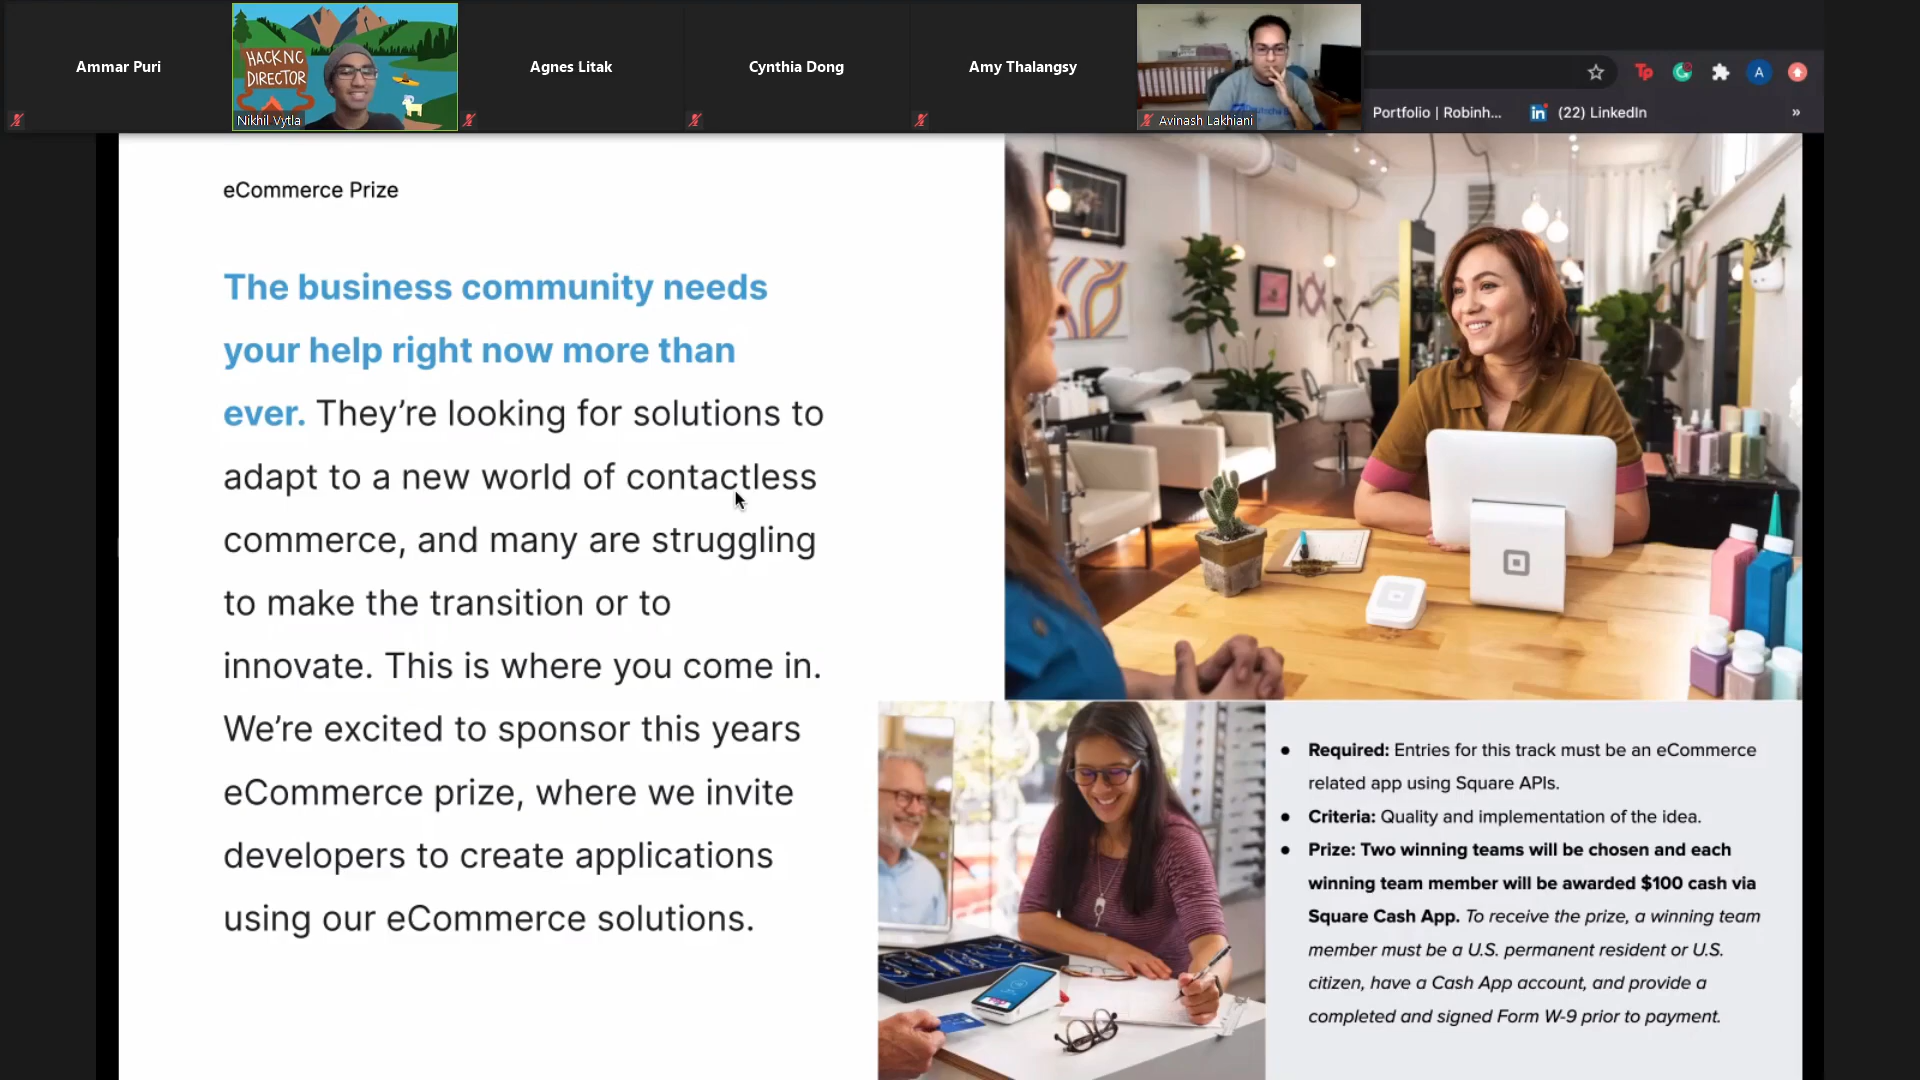 Ammar Puri
HACK NC
DIRECTOR
Nikhil Vytla
Agnes Litak
Cynthia Dong
Amy Thalangsy
Avinash Lakhiani
Tp
A
Portfolio | Robinh...
in
(22) LinkedIn
»
eCommerce Prize
The business community needs
your help right now more than
ever. They’re looking for solutions to
adapt to a new world of contactless
commerce, and many are struggling
to make the transition or to
innovate. This is where you come in.
We’re excited to sponsor this years
eCommerce prize, where we invite
developers to create applications
using our eCommerce solutions.
● Required: Entries for this track must be an eCommerce
related app using Square APIs.
● Criteria: Quality and implementation of the idea.
● Prize: Two winning teams will be chosen and each
winning team member will be awarded $100 cash via
Square Cash App. To receive the prize, a winning team
member must be a U.S. permanent resident or U.S.
citizen, have a Cash App account, and provide a
completed and signed Form W-9 prior to payment.